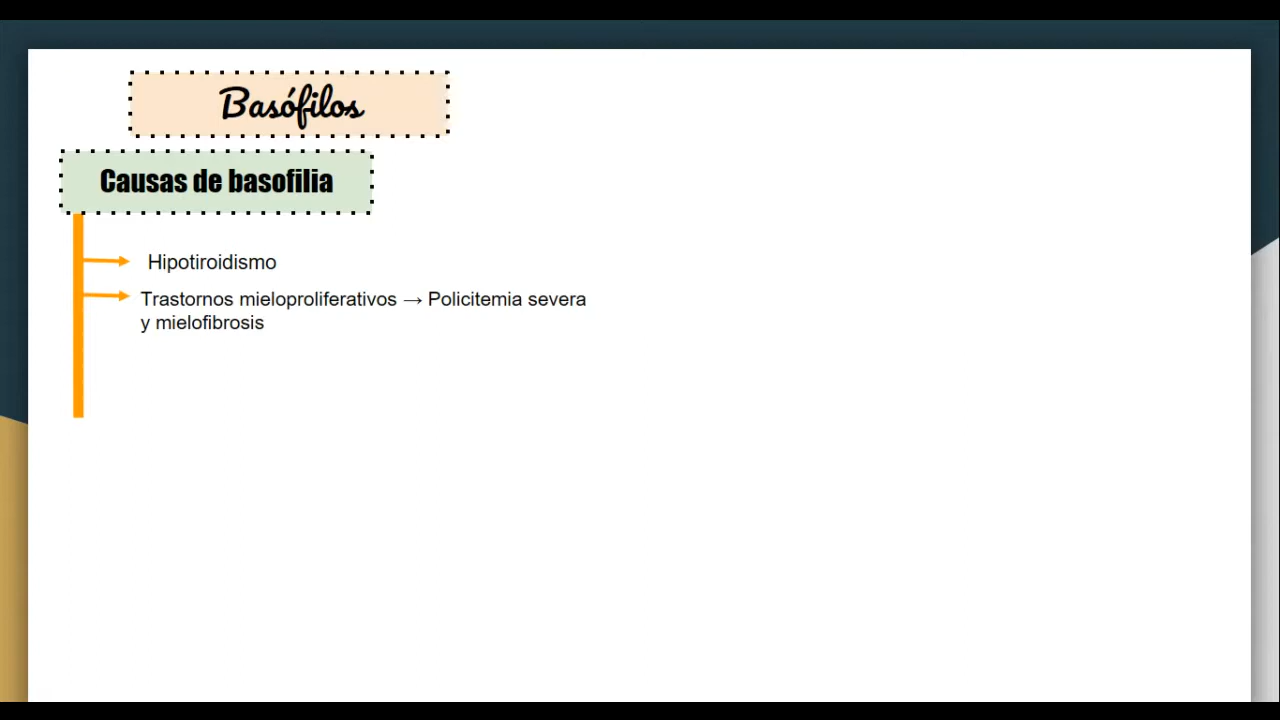 Basófilos
Causas de basofilia
Hipotiroidismo
Trastornos mieloproliferativos → Policitemia severa
y mielofibrosis